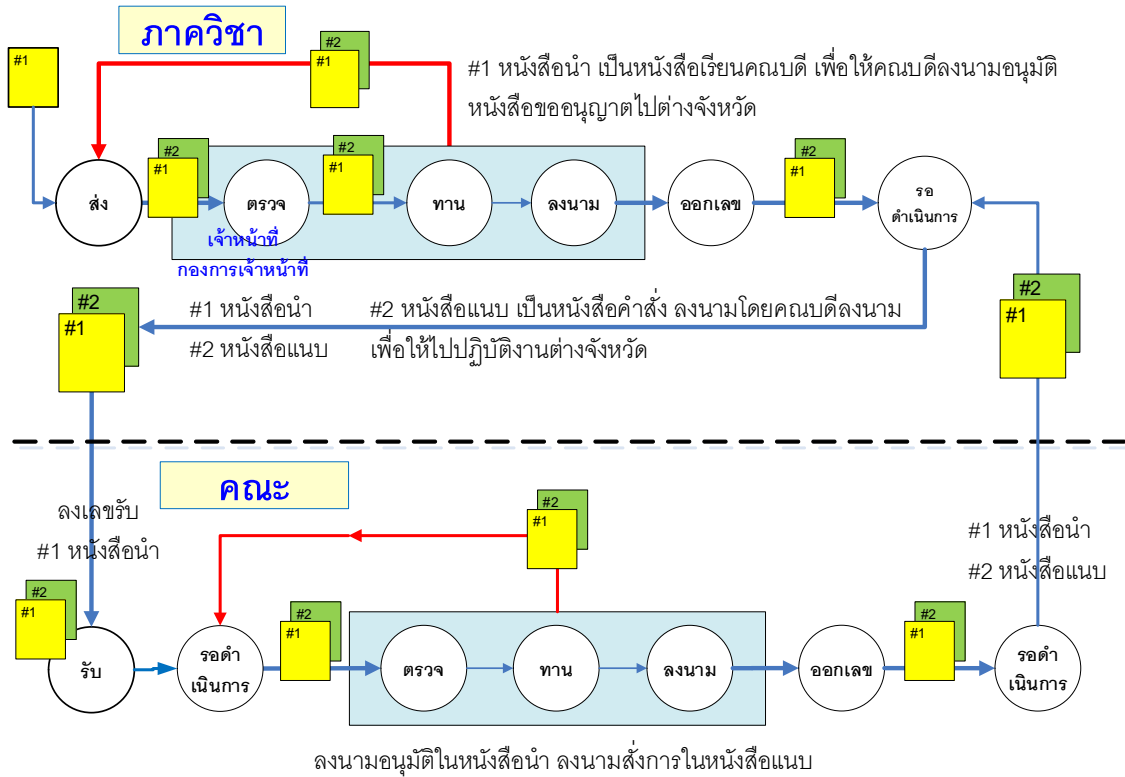 ภาควิชา
#1
#2
#1
#1 หนังสือนำ เป็นหนังสือเรียนคณบดี เพื่อให้คณบดีลงนามอนุมัติ
หนังสือขออนุญาตไปต่างจังหวัด
ส่ง
#2
#1
ตรวจ
#2
#1
ทาน
ลงนาม
ออกเลข
#2
#1
รอ
ดำเนินการ
เจ้าหน้าที่
กองการเจ้าหน้าที่
#2
#1
#1 หนังสือนำ
#2 หนังสือแนบ
#2 หนังสือแนบ เป็นหนังสือคำสั่ง ลงนามโดยคณบดีลงนาม
เพื่อให้ไปปฏิบัติงานต่างจังหวัด
#2
#1
คณะ
ลงเลขรับ
#1 หนังสือนำ
#2
#1
#1 หนังสือนำ
#2 หนังสือแนบ
#2
#1
รับ
รอดำ
เนินการ
#2
#1
ตรวจ
ทาน
ลงนาม
ออกเลข
#2
#1
รอดำ
เนินการ
ลงนามอนุมัติในหนังสือนำ ลงนามสั่งการในหนังสือแนบ